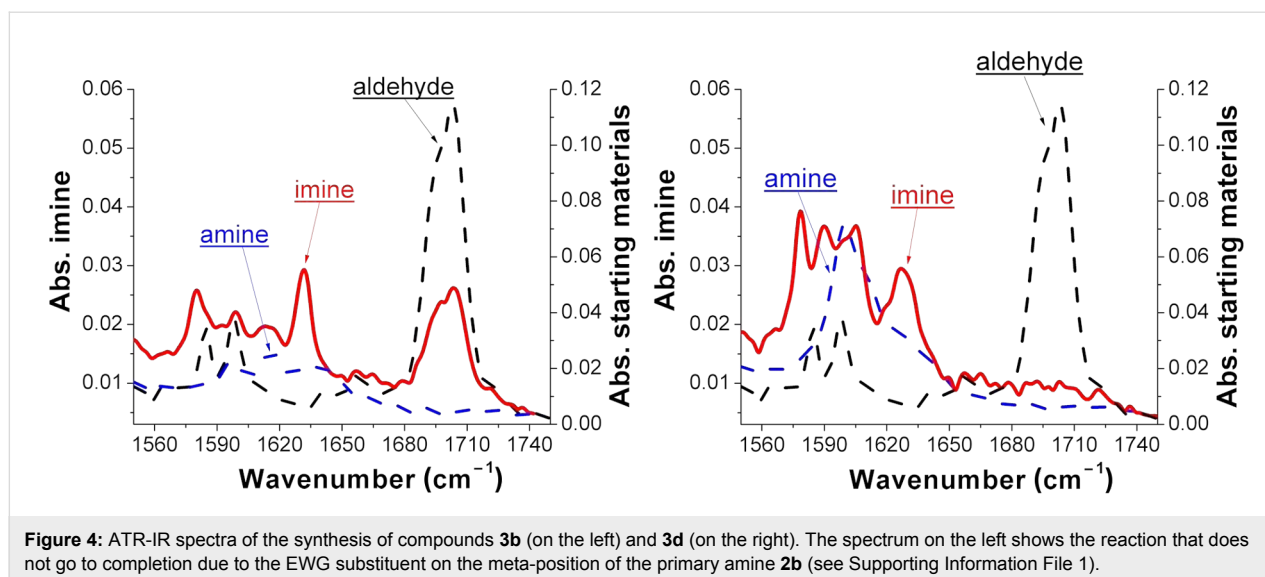 aldehyde
0.06
0.05
0.04
0.03
0.02
0.01
Abs. imine
imine
amine
0.12
0.10
0.08
0.06
0.04
0.02
0.00
Abs. starting materials
1560 1590 1620 1650 1680 1710 1740
Wavenumber (cm⁻¹)
aldehyde
0.06
0.05
0.04
0.03
0.02
0.01
Abs. imine
amine
imine
0.12
0.10
0.08
0.06
0.04
0.02
0.00
Abs. starting materials
1560 1590 1620 1650 1680 1710 1740
Wavenumber (cm⁻¹)
Figure 4: ATR-IR spectra of the synthesis of compounds 3b (on the left) and 3d (on the right). The spectrum on the left shows the reaction that does
not go to completion due to the EWG substituent on the meta-position of the primary amine 2b (see Supporting Information File 1).